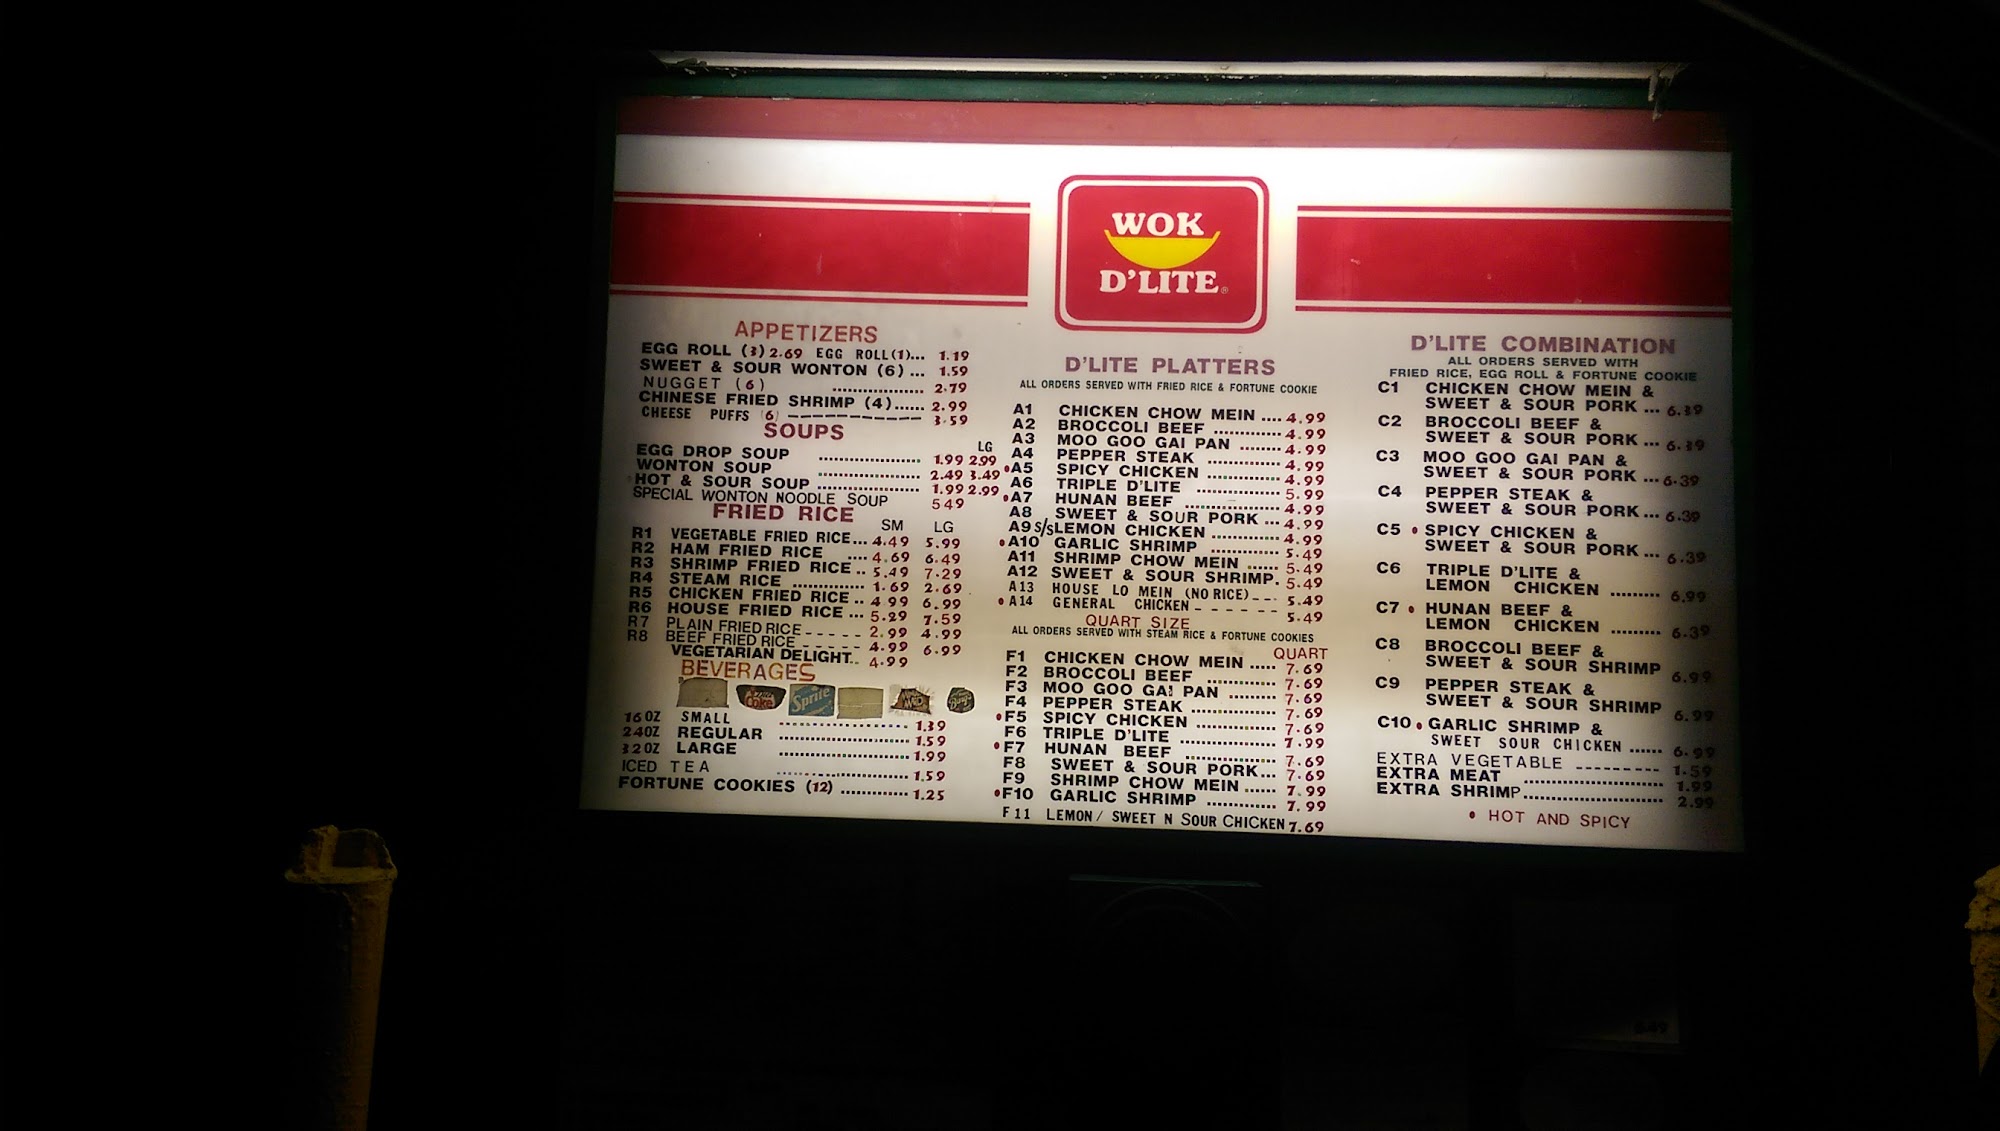 WOK
D'LITE®
APPETIZERS
EGG ROLL (3) 2.69 EGG ROLL(1)... 1.19
SWEET & SOUR WONTON (6) ... 1.59
NUGGET (6) .................. 2.79
CHINESE FRIED SHRIMP (4)...... 2.99
CHEESE PUFFS (6) ---------- 3.59
SOUPS
LG
EGG DROP SOUP .................... 1.99 2.99
WONTON SOUP .................... 2.49 3.49
HOT & SOUR SOUP .................... 1.99 2.99
SPECIAL WONTON NOODLE SOUP 5 49
FRIED RICE SM LG
R1 VEGETABLE FRIED RICE... 4.49 5.99
R2 HAM FRIED RICE .... 4.69 6.49
R3 SHRIMP FRIED RICE .. 5.49 7.29
R4 STEAM RICE .............. 1.69 2.69
R5 CHICKEN FRIED RICE .. 4.99 6.99
R6 HOUSE FRIED RICE ... 5.29 7.59
R7 PLAIN FRIED RICE ----- 2.99 4.99
R8 BEEF FRIED RICE ------ 4.99 6.99
VEGETARIAN DELIGHT.. 4.99
BEVERAGES
Coke Sprite
16 OZ SMALL ........................ 1.39
24OZ REGULAR ........................ 1.59
32OZ LARGE ........................ 1.99
ICED TEA ........................ 1.59
FORTUNE COOKIES (12) ............ 1.25
D'LITE PLATTERS
ALL ORDERS SERVED WITH FRIED RICE & FORTUNE COOKIE
A1 CHICKEN CHOW MEIN .... 4.99
A2 BROCCOLI BEEF ............ 4.99
A3 MOO GOO GAI PAN ....... 4.99
A4 PEPPER STEAK ............ 4.99
• A5 SPICY CHICKEN ............ 4.99
A6 TRIPLE D'LITE .............. 5.99
• A7 HUNAN BEEF ................ 4.99
A8 SWEET & SOUR PORK ... 4.99
A9 S/S LEMON CHICKEN ............ 4.99
• A10 GARLIC SHRIMP ............ 5.49
A11 SHRIMP CHOW MEIN ...... 5.49
A12 SWEET & SOUR SHRIMP. 5.49
A13 HOUSE LO MEIN (NO RICE)--- 5.49
• A14 GENERAL CHICKEN ------ 5.49
QUART SIZE
ALL ORDERS SERVED WITH STEAM RICE & FORTUNE COOKIES
QUART
F1 CHICKEN CHOW MEIN ..... 7.69
F2 BROCCOLI BEEF ............ 7.69
F3 MOO GOO GAI PAN ........ 7.69
F4 PEPPER STEAK ............ 7.69
• F5 SPICY CHICKEN ............ 7.69
F6 TRIPLE D'LITE .............. 7.99
• F7 HUNAN BEEF .............. 7.69
F8 SWEET & SOUR PORK... 7.69
F9 SHRIMP CHOW MEIN ..... 7.99
• F10 GARLIC SHRIMP ............ 7.99
F11 LEMON/ SWEET N SOUR CHICKEN 7.69
D'LITE COMBINATION
ALL ORDERS SERVED WITH
FRIED RICE, EGG ROLL & FORTUNE COOKIE
C1 CHICKEN CHOW MEIN &
SWEET & SOUR PORK ... 6.39
C2 BROCCOLI BEEF &
SWEET & SOUR PORK ... 6.39
C3 MOO GOO GAI PAN &
SWEET & SOUR PORK ... 6.39
C4 PEPPER STEAK &
SWEET & SOUR PORK ... 6.39
C5 • SPICY CHICKEN &
SWEET & SOUR PORK ... 6.39
C6 TRIPLE D'LITE &
LEMON CHICKEN ......... 6.99
C7 • HUNAN BEEF &
LEMON CHICKEN ......... 6.39
C8 BROCCOLI BEEF &
SWEET & SOUR SHRIMP 6.99
C9 PEPPER STEAK &
SWEET & SOUR SHRIMP 6.99
C10 • GARLIC SHRIMP &
SWEET SOUR CHICKEN ...... 6.99
EXTRA VEGETABLE --------- 1.59
EXTRA MEAT .................... 1.99
EXTRA SHRIMP.................... 2.99
• HOT AND SPICY